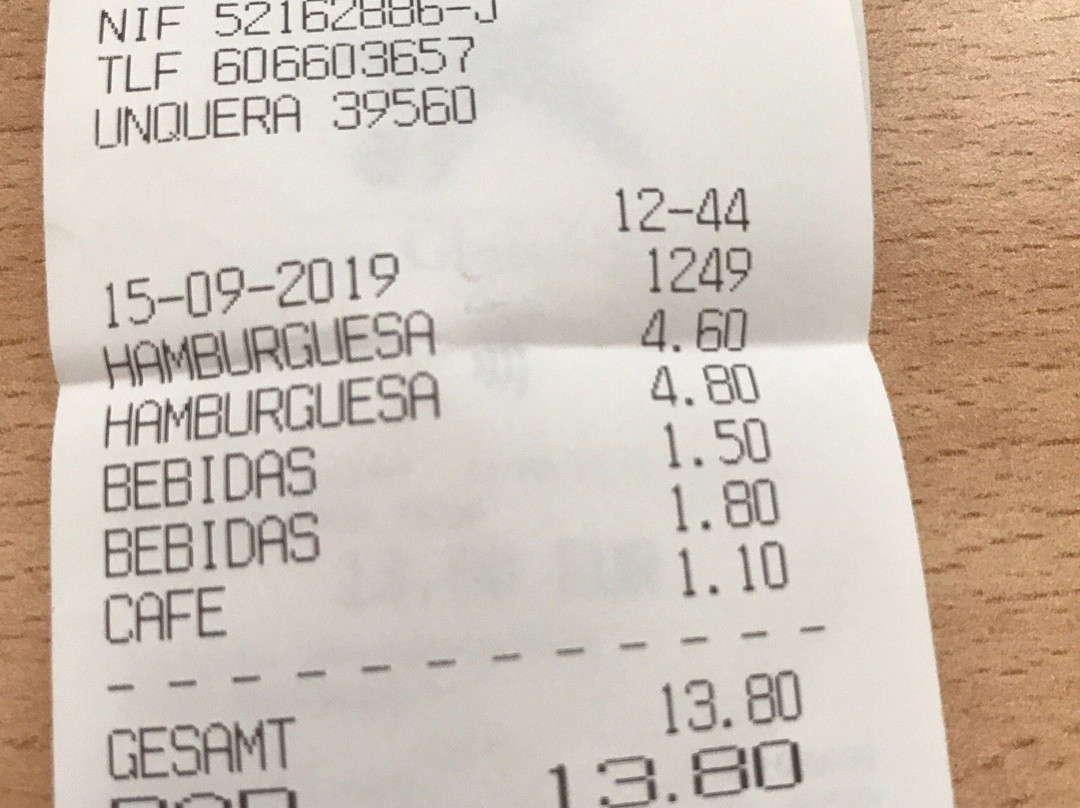 NIF 52162886-J
TLF 606603657
UNQUERA 39560
12-44
15-09-2019 1249
HAMBURGUESA 4.60
HAMBURGUESA 4.80
BEBIDAS 1.50
BEBIDAS 1.80
CAFE 1.10
- - - - - - - - - - - -
GESAMT 13.80
BAR 13.80